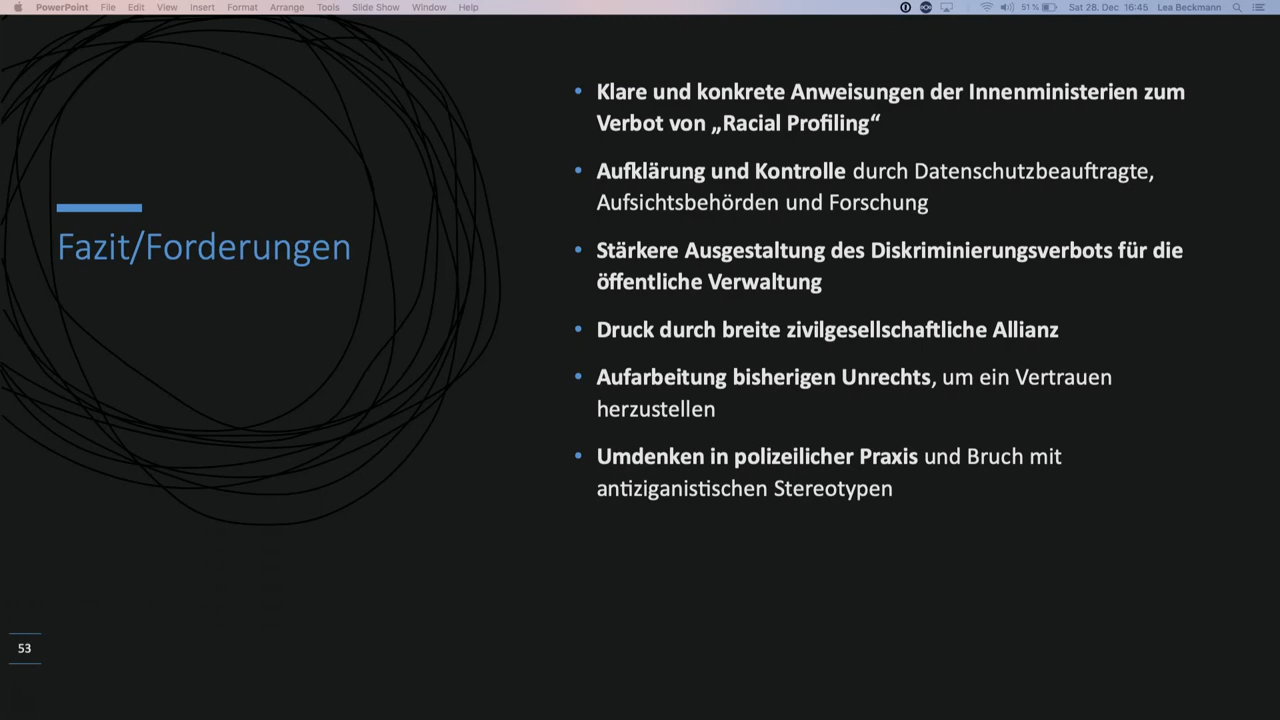 PowerPoint File Edit View Insert Format Arrange Tools Slide Show Window Help 51% Sat 28. Dec 16:45 Lea Beckmann
Fazit/Forderungen
• Klare und konkrete Anweisungen der Innenministerien zum
Verbot von „Racial Profiling“
• Aufklärung und Kontrolle durch Datenschutzbeauftragte,
Aufsichtsbehörden und Forschung
• Stärkere Ausgestaltung des Diskriminierungsverbots für die
öffentliche Verwaltung
• Druck durch breite zivilgesellschaftliche Allianz
• Aufarbeitung bisherigen Unrechts, um ein Vertrauen
herzustellen
• Umdenken in polizeilicher Praxis und Bruch mit
antiziganistischen Stereotypen
53